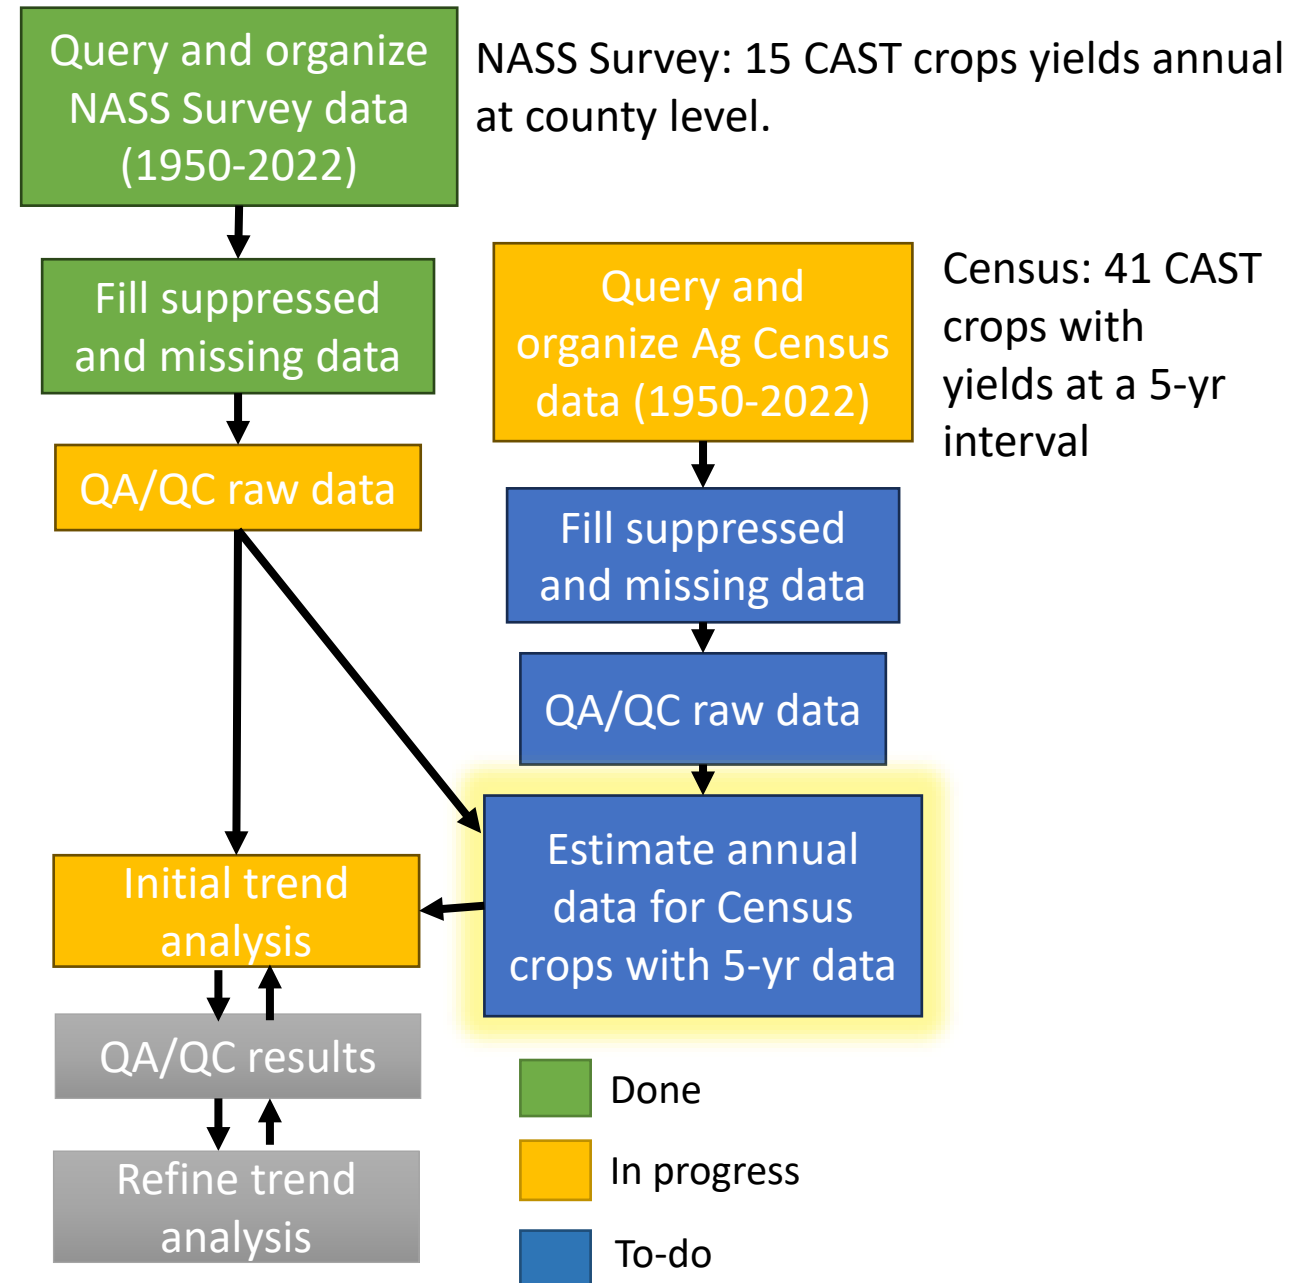 Query and organize
NASS Survey data
(1950-2022)
NASS Survey: 15 CAST crops yields annual
at county level.
Fill suppressed
and missing data
QA/QC raw data
Query and
organize Ag Census
data (1950-2022)
Census: 41 CAST
crops with
yields at a 5-yr
interval
Fill suppressed
and missing data
QA/QC raw data
Estimate annual
data for Census
crops with 5-yr data
Initial trend
analysis
QA/QC results
Refine trend
analysis
Done
In progress
To-do